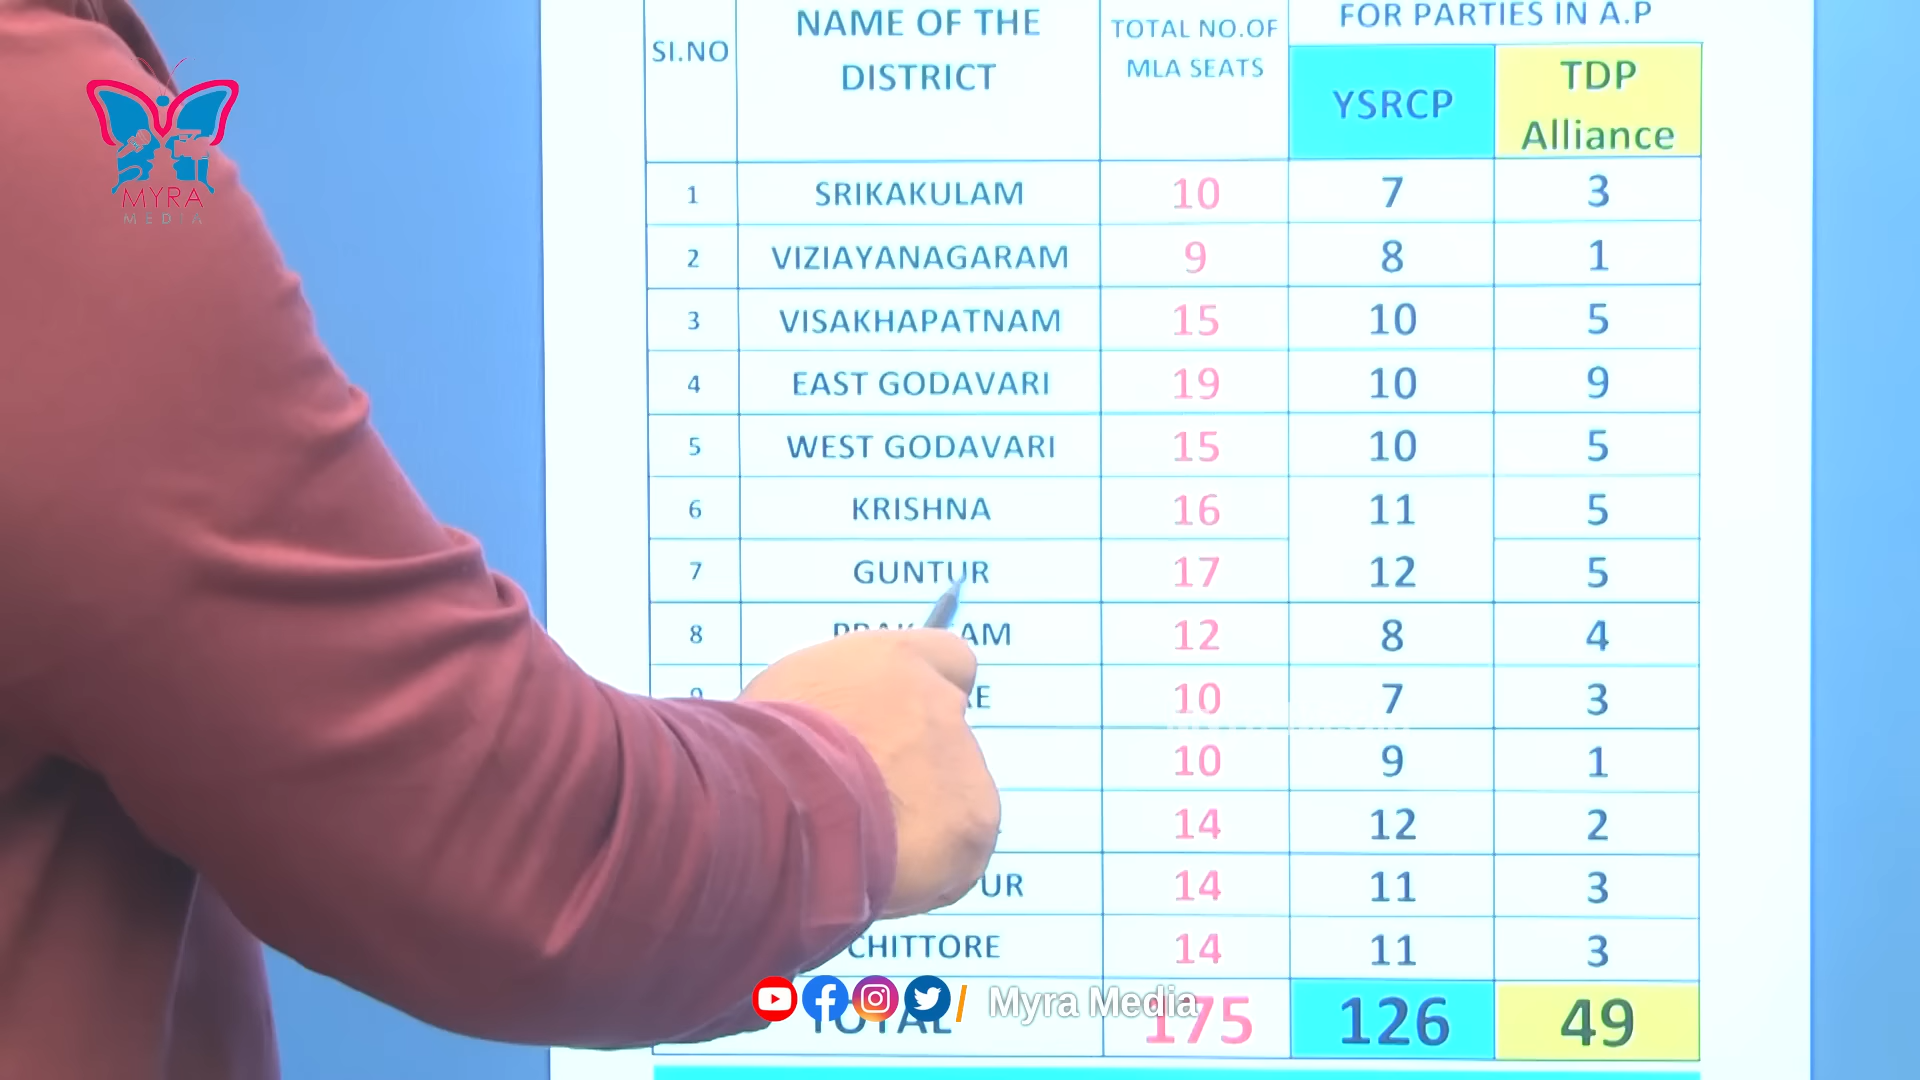 SI.NO
NAME OF THE
DISTRICT
TOTAL NO.OF
MLA SEATS
FOR PARTIES IN A.P
YSRCP
TDP
Alliance
1 SRIKAKULAM 10 7 3
2 VIZIAYANAGARAM 9 8 1
3 VISAKHAPATNAM 15 10 5
4 EAST GODAVARI 19 10 9
5 WEST GODAVARI 15 10 5
6 KRISHNA 16 11 5
7 GUNTUR 17 12 5
8 12 8 4
9 10 7 3
10 9 1
14 12 2
14 11 3
CHITTORE 14 11 3
TOTAL 175 126 49
MYRA
MEDIA
/ Myra Media